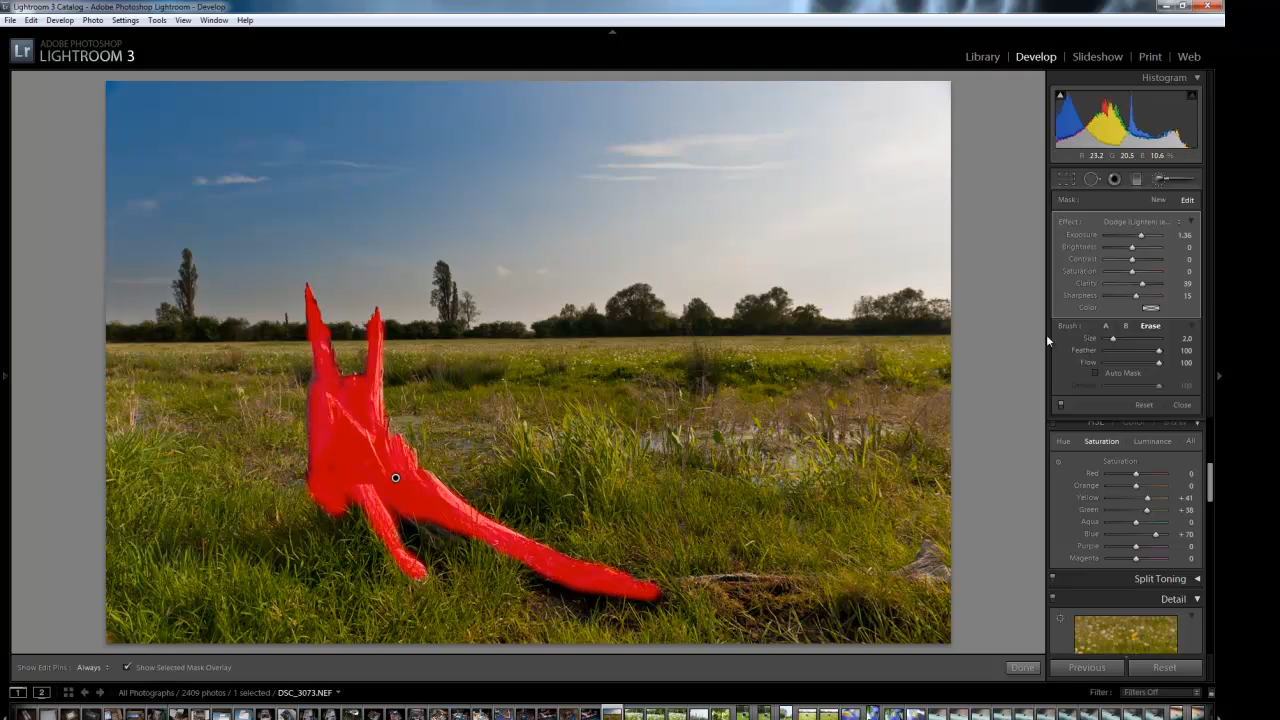 Lightroom 3 Catalog - Adobe Photoshop Lightroom - Develop
File Edit Develop Photo Settings Tools View Window Help
Lr
ADOBE PHOTOSHOP
LIGHTROOM 3
Library | Develop | Slideshow | Print | Web
Histogram
R 23.2 G 20.5 B 10.6 %
Mask : New Edit
Effect : Dodge (Lighten) se...
Exposure 1.36
Brightness 0
Contrast 0
Saturation 0
Clarity 39
Sharpness 15
Color
Brush : A B Erase
Size 2.0
Feather 100
Flow 100
Auto Mask
Density 100
Reset Close
Hue Saturation Luminance All
Saturation
Red 0
Orange 0
Yellow + 41
Green + 38
Aqua 0
Blue + 70
Purple 0
Magenta 0
Split Toning
Detail
Show Edit Pins : Always Show Selected Mask Overlay Done
Previous Reset
1 2 All Photographs / 2409 photos / 1 selected / DSC_3073.NEF Filter : Filters Off